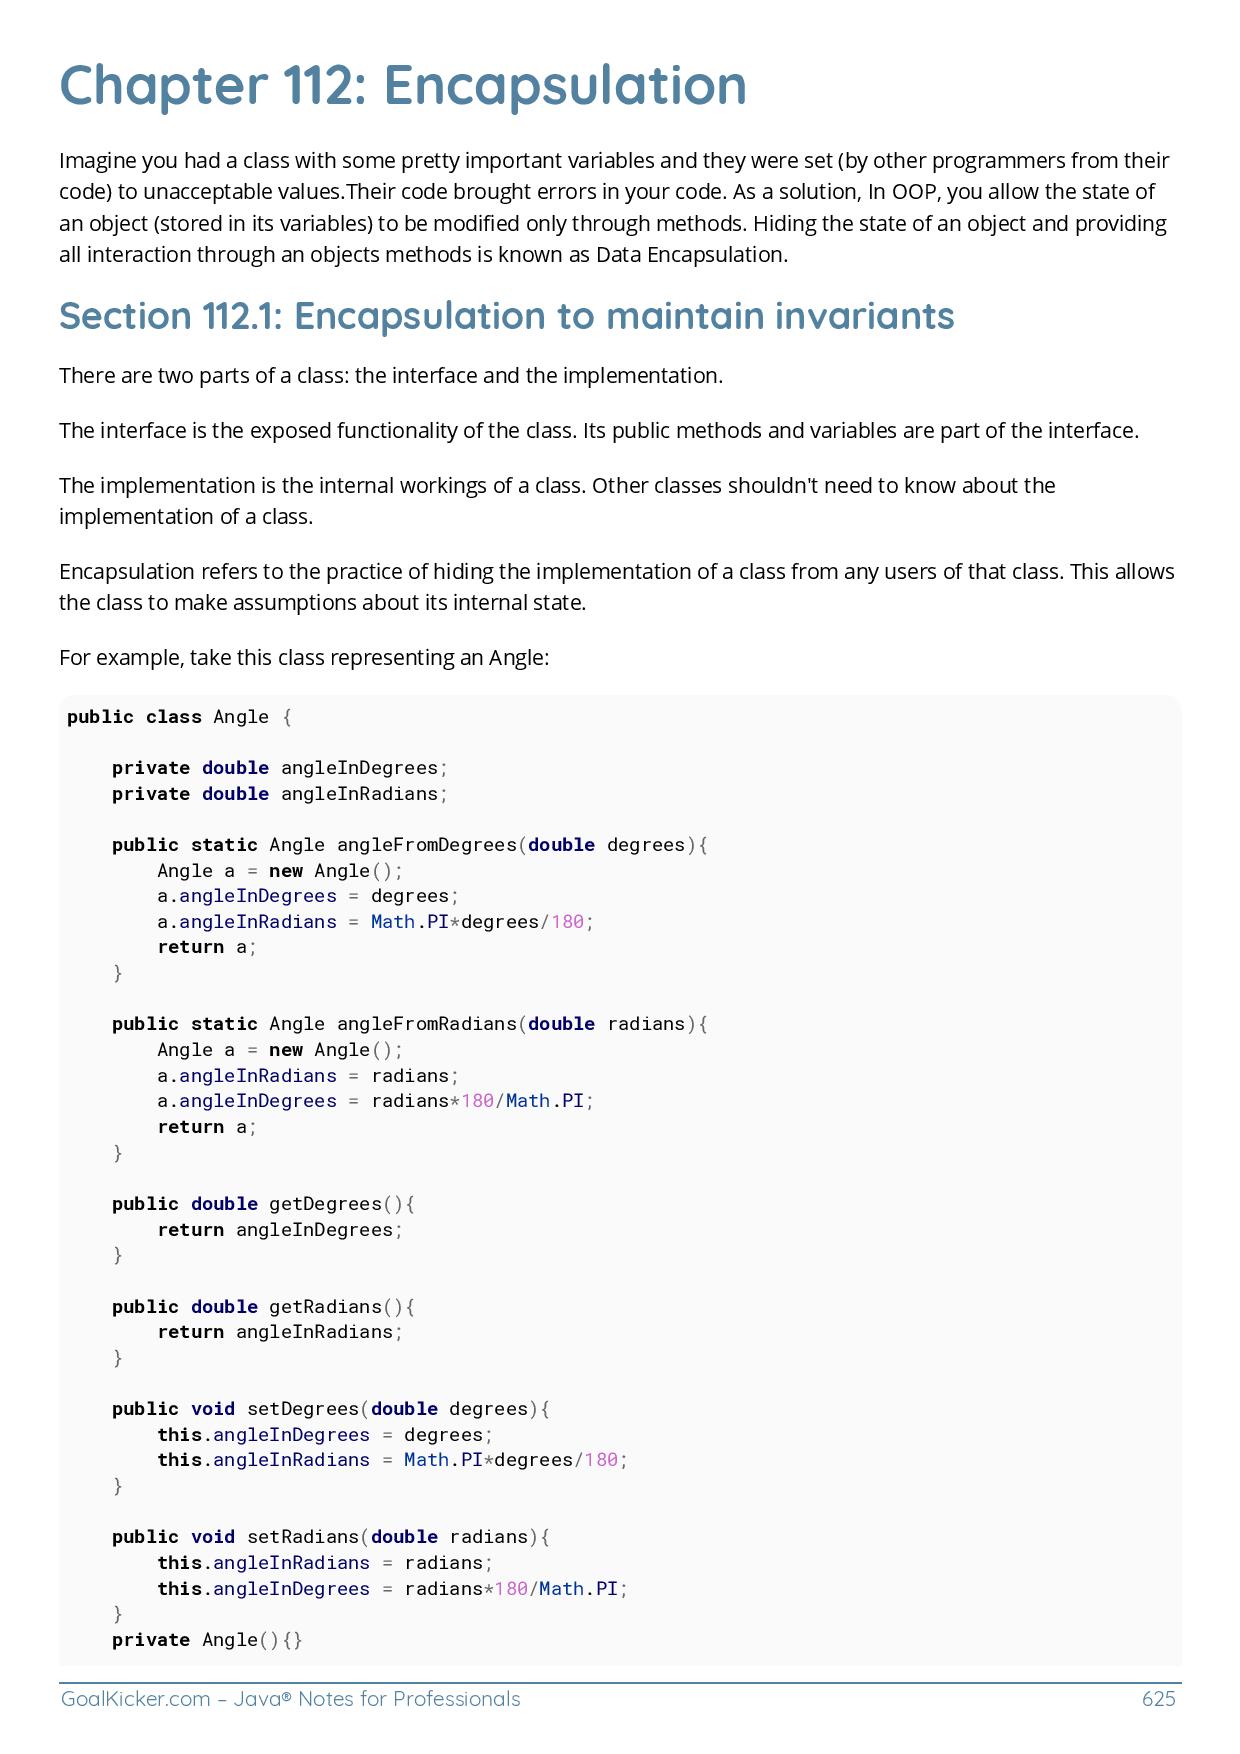 Chapter 112: Encapsulation
Imagine you had a class with some pretty important variables and they were set (by other programmers from their
code) to unacceptable values.Their code brought errors in your code. As a solution, In OOP, you allow the state of
an object (stored in its variables) to be modified only through methods. Hiding the state of an object and providing
all interaction through an objects methods is known as Data Encapsulation.
Section 112.1: Encapsulation to maintain invariants
There are two parts of a class: the interface and the implementation.
The interface is the exposed functionality of the class. Its public methods and variables are part of the interface.
The implementation is the internal workings of a class. Other classes shouldn't need to know about the
implementation of a class.
Encapsulation refers to the practice of hiding the implementation of a class from any users of that class. This allows
the class to make assumptions about its internal state.
For example, take this class representing an Angle:
public class Angle {
    private double angleInDegrees;
    private double angleInRadians;
    public static Angle angleFromDegrees(double degrees){
        Angle a = new Angle();
        a.angleInDegrees = degrees;
        a.angleInRadians = Math.PI*degrees/180;
        return a;
    }
    public static Angle angleFromRadians(double radians){
        Angle a = new Angle();
        a.angleInRadians = radians;
        a.angleInDegrees = radians*180/Math.PI;
        return a;
    }
    public double getDegrees(){
        return angleInDegrees;
    }
    public double getRadians(){
        return angleInRadians;
    }
    public void setDegrees(double degrees){
        this.angleInDegrees = degrees;
        this.angleInRadians = Math.PI*degrees/180;
    }
    public void setRadians(double radians){
        this.angleInRadians = radians;
        this.angleInDegrees = radians*180/Math.PI;
    }
    private Angle(){}
GoalKicker.com – Java® Notes for Professionals 625